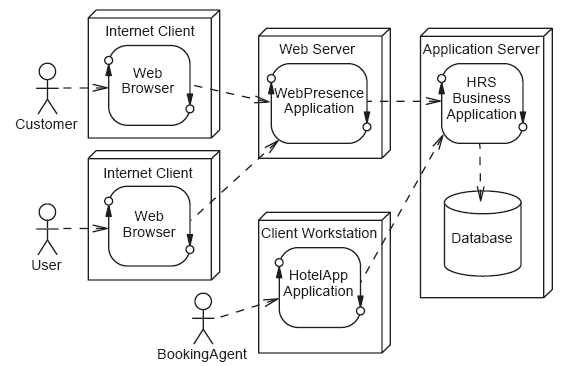 Internet Client
Web
Browser
Customer
Internet Client
Web
Browser
User
Web Server
WebPresence
Application
Client Workstation
HotelApp
Application
BookingAgent
Application Server
HRS
Business
Application
Database